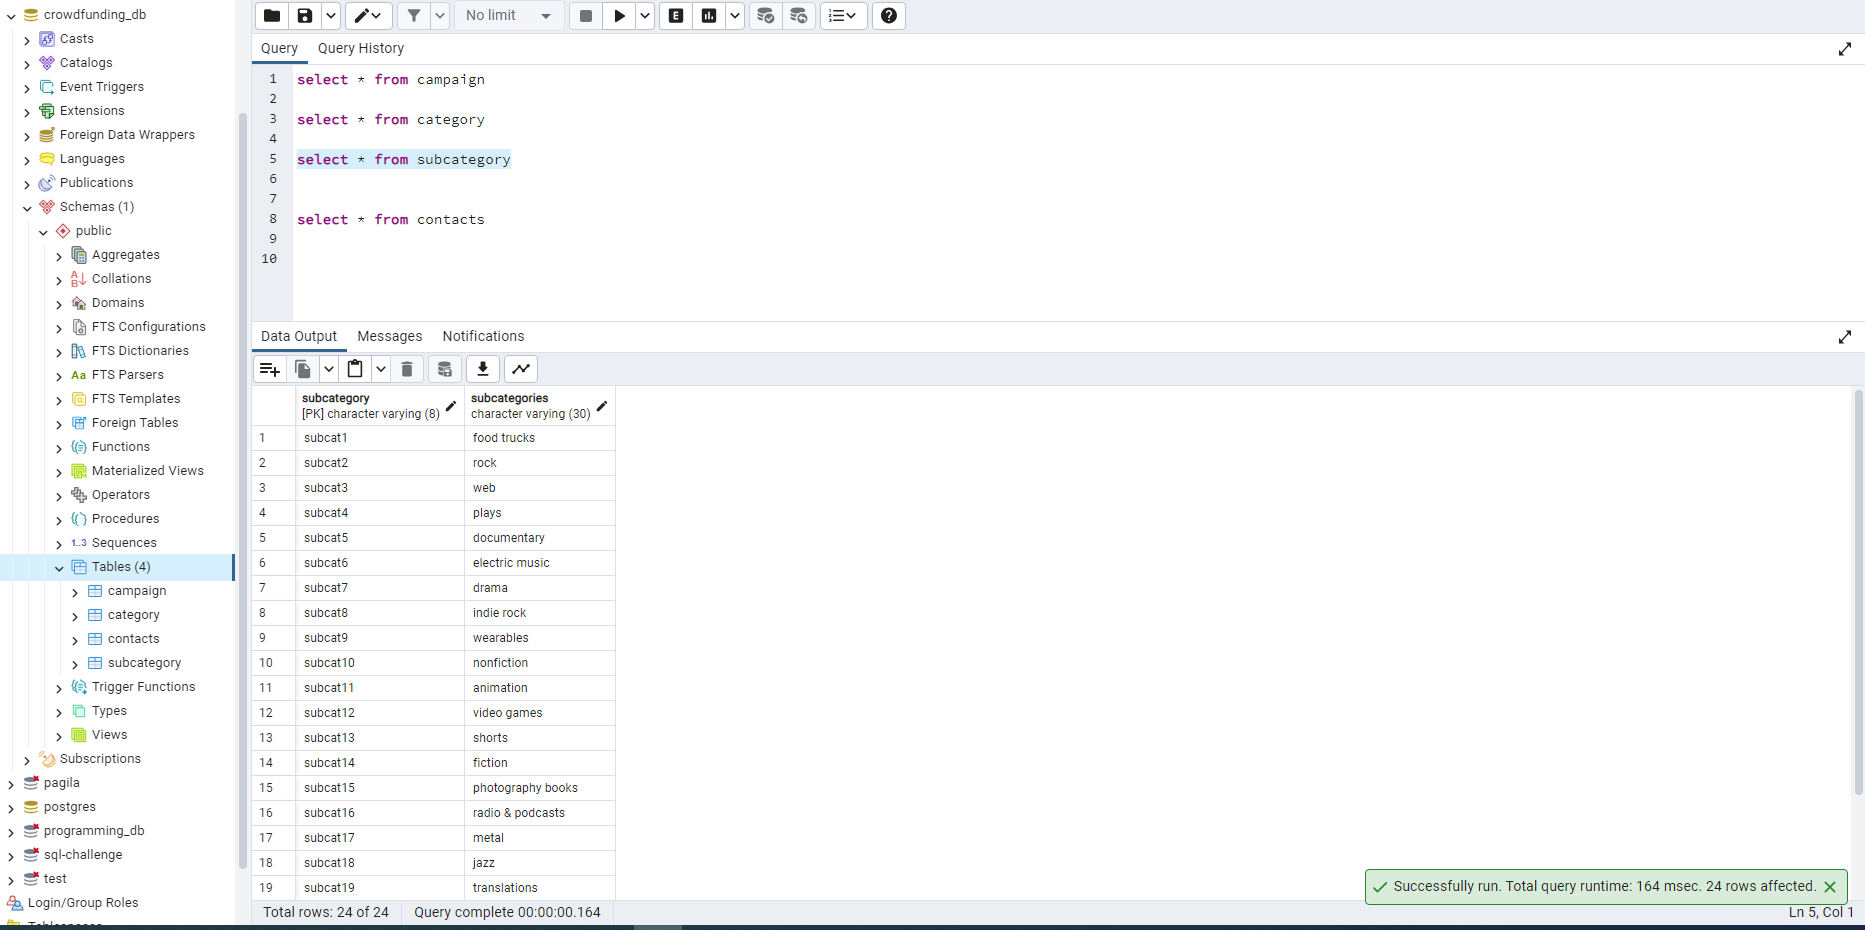 crowdfunding_db
Casts
Catalogs
Event Triggers
Extensions
Foreign Data Wrappers
Languages
Publications
Schemas (1)
public
Aggregates
Collations
Domains
FTS Configurations
FTS Dictionaries
Aa FTS Parsers
FTS Templates
Foreign Tables
Functions
Materialized Views
Operators
Procedures
1..3 Sequences
Tables (4)
campaign
category
contacts
subcategory
Trigger Functions
Types
Views
Subscriptions
pagila
postgres
programming_db
sql-challenge
test
Login/Group Roles
No limit
E
Query Query History
1 select * from campaign
2
3 select * from category
4
5 select * from subcategory
6
7
8 select * from contacts
9
10
Data Output Messages Notifications
subcategory subcategories
[PK] character varying (8) character varying (30)
1 subcat1 food trucks
2 subcat2 rock
3 subcat3 web
4 subcat4 plays
5 subcat5 documentary
6 subcat6 electric music
7 subcat7 drama
8 subcat8 indie rock
9 subcat9 wearables
10 subcat10 nonfiction
11 subcat11 animation
12 subcat12 video games
13 subcat13 shorts
14 subcat14 fiction
15 subcat15 photography books
16 subcat16 radio & podcasts
17 subcat17 metal
18 subcat18 jazz
19 subcat19 translations
Successfully run. Total query runtime: 164 msec. 24 rows affected.
Total rows: 24 of 24 Query complete 00:00:00.164 Ln 5, Col 1